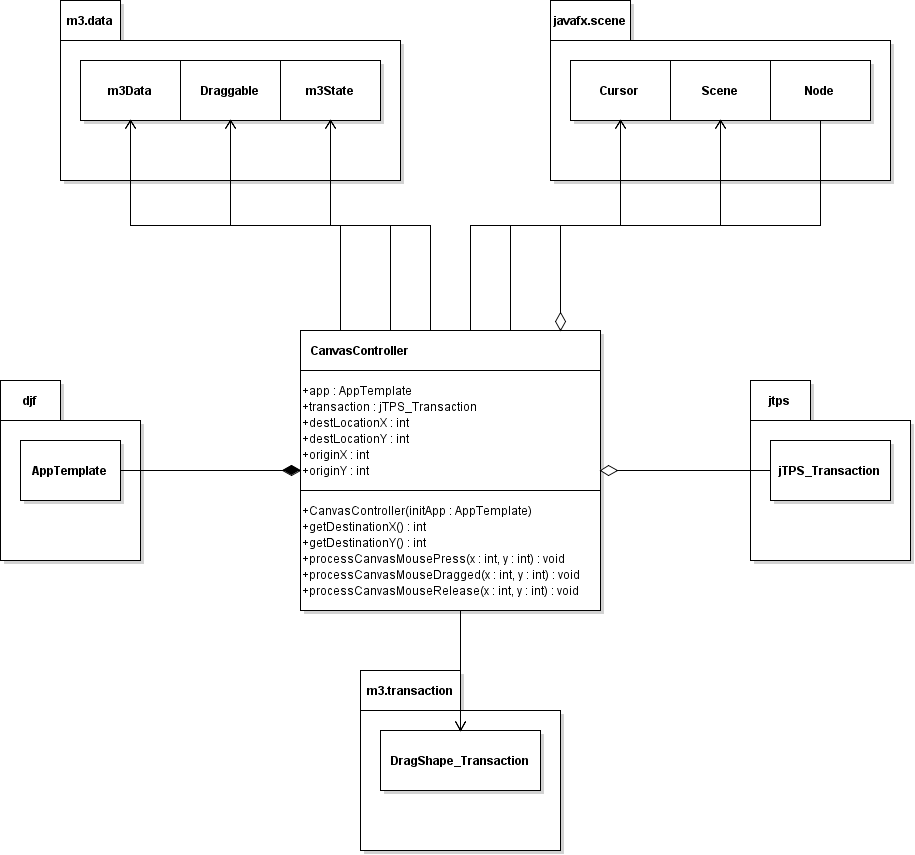 m3.data
m3Data
Draggable
m3State
javafx.scene
Cursor
Scene
Node
CanvasController
+app : AppTemplate
+transaction : jTPS_Transaction
+destLocationX : int
+destLocationY : int
+originX : int
+originY : int
+CanvasController(initApp : AppTemplate)
+getDestinationX() : int
+getDestinationY() : int
+processCanvasMousePress(x : int, y : int) : void
+processCanvasMouseDragged(x : int, y : int) : void
+processCanvasMouseRelease(x : int, y : int) : void
djf
AppTemplate
jtps
jTPS_Transaction
m3.transaction
DragShape_Transaction